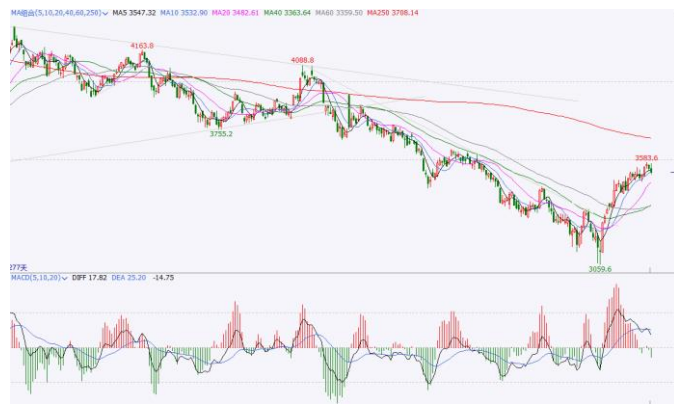 MA组合(5,10,20,40,60,250) MA5 3547.32 MA10 3532.90 MA20 3482.61 MA40 3363.64 MA60 3359.50 MA250 3788.14
4163.8
4088.8
3755.2
3583.6
3059.6
277天
MACD(5,10,20) DIFF 17.82 DEA 25.20 -14.75